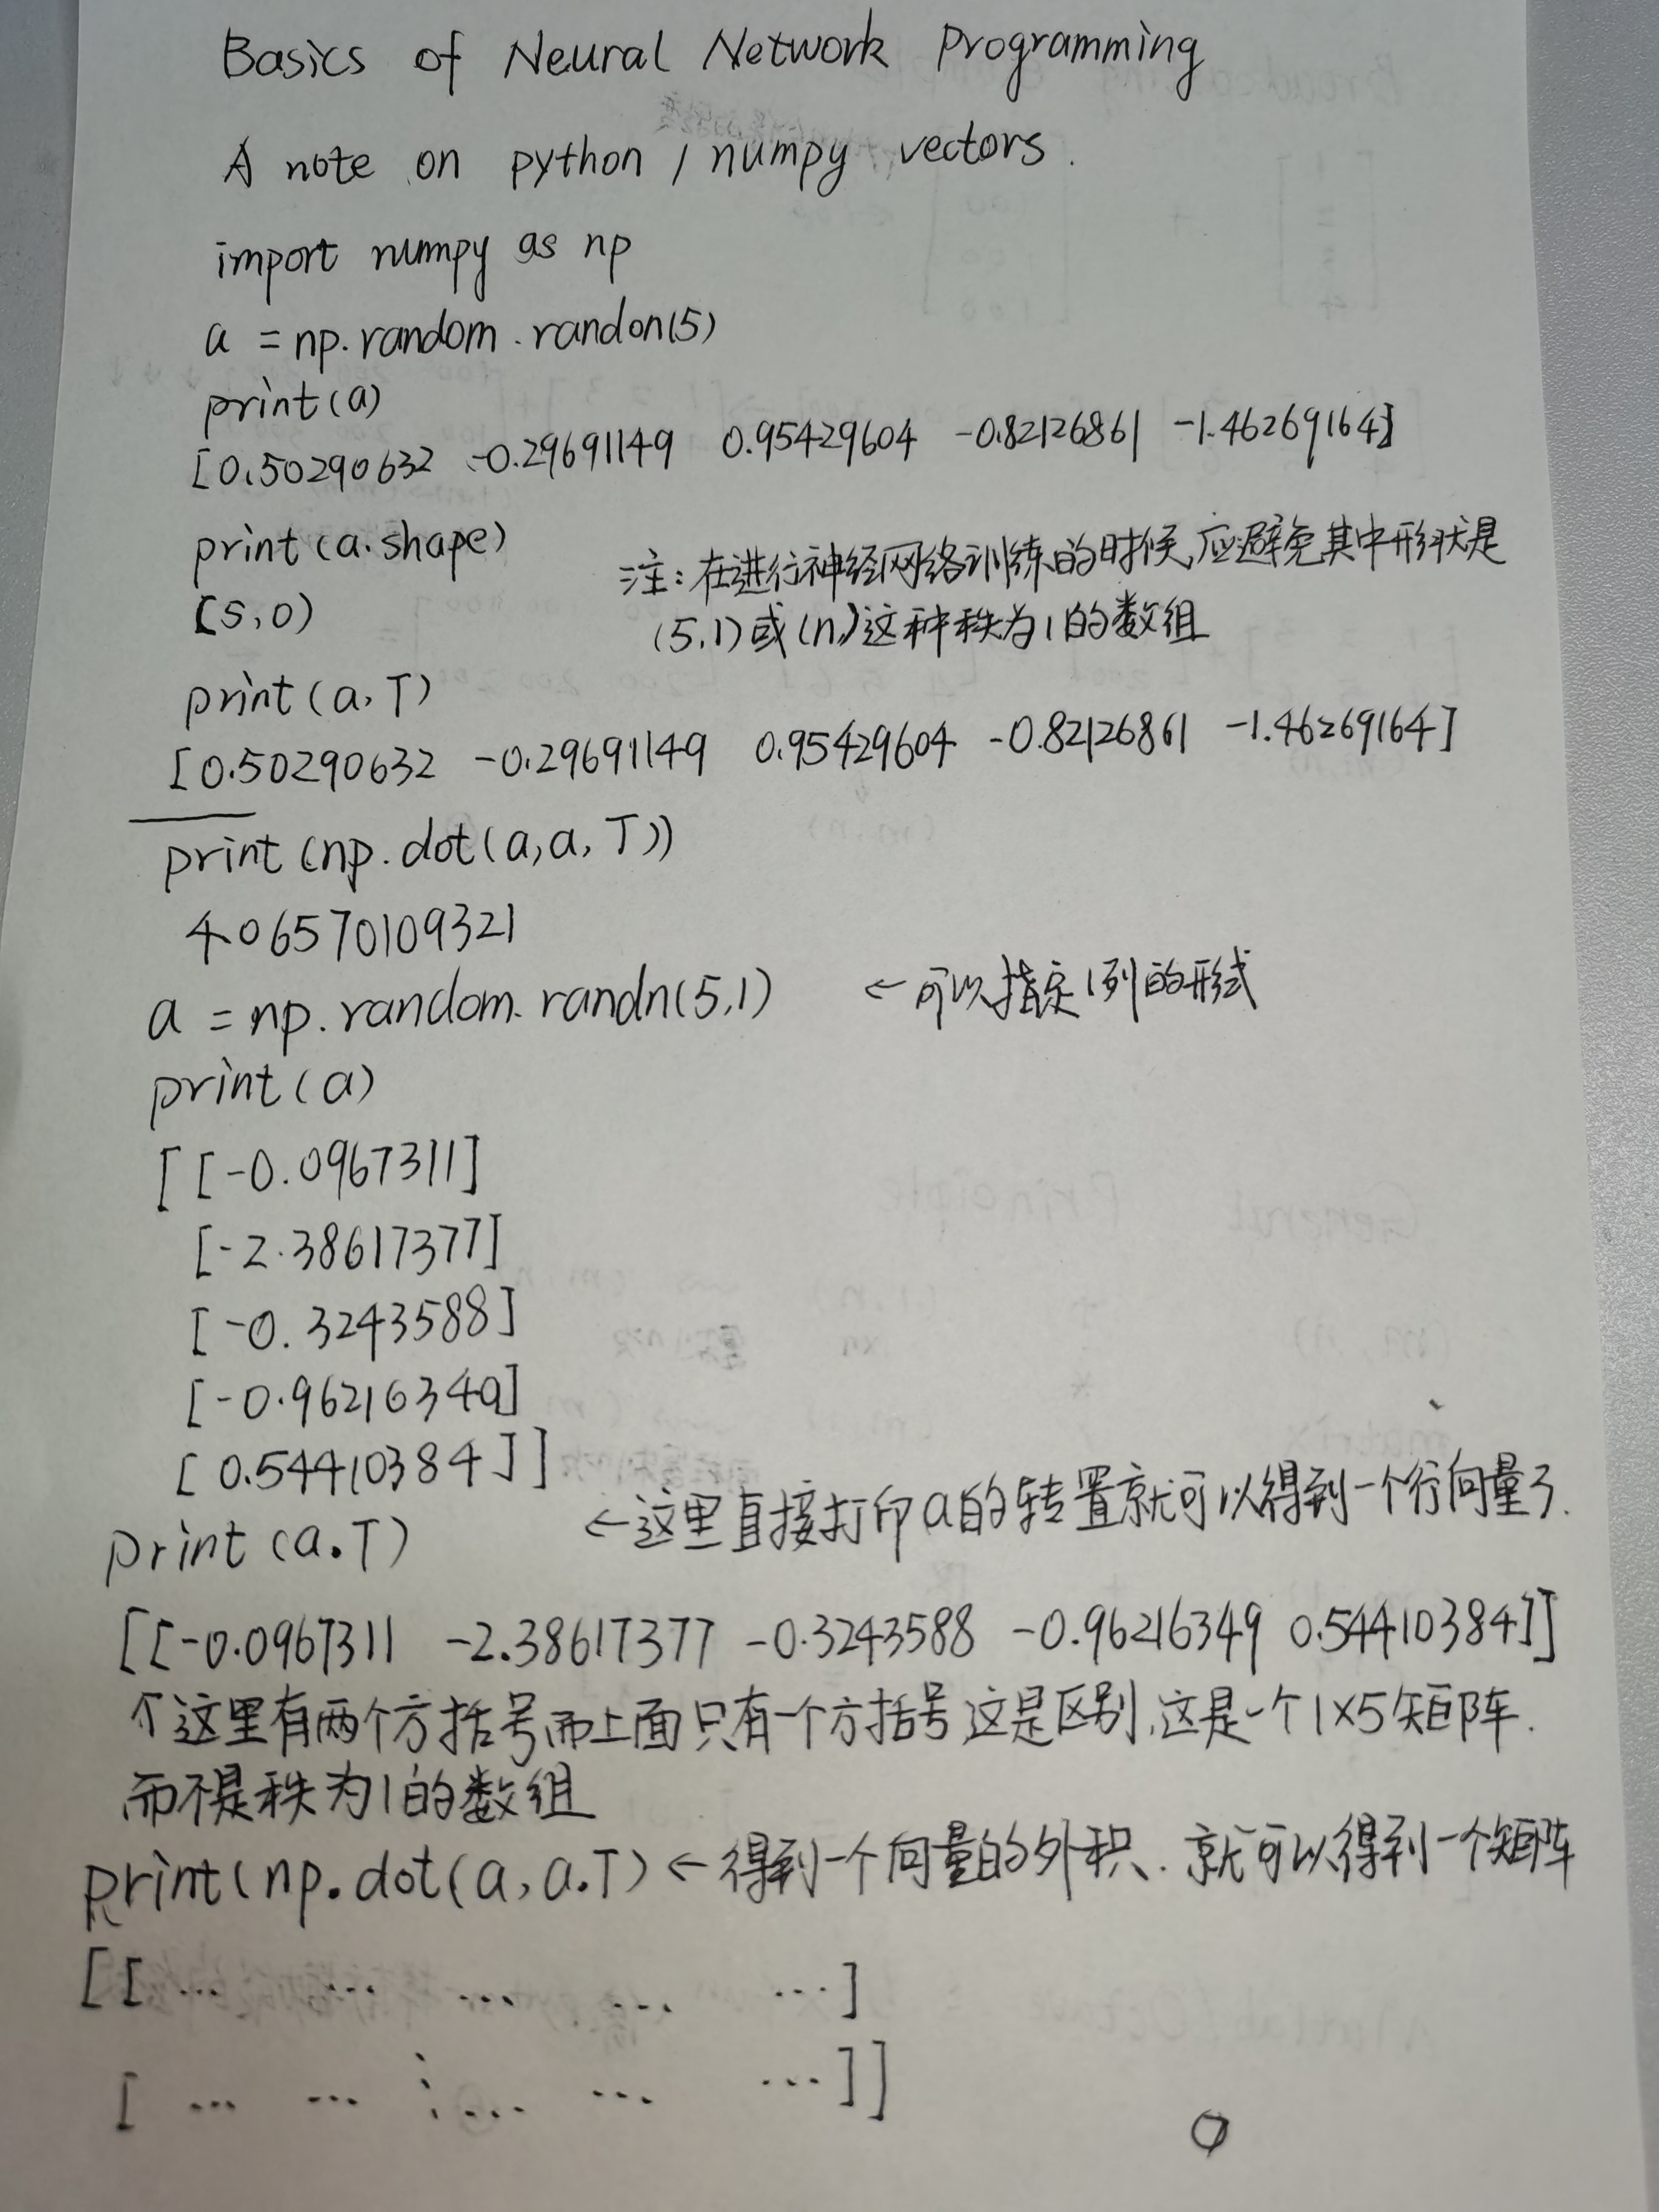 Basics of Neural Network Programming
A note on python / numpy vectors.
import numpy as np
a = np.random.randon(5)
print(a)
[0.50290632 -0.29691149 0.95429604 -0.82126861 -1.46269164]
print(a.shape)
[5,0)
注:在进行神经网络训练的时候,应避免其中形状是
(5,1)或(n,)这种秩为1的数组
print(a,T)
[0.50290632 -0.29691149 0.95429604 -0.82126861 -1.46269164]
print(np.dot(a,a,T))
4.06570109321
a = np.random.randn(5,1) ←可以指定1列的形式
print(a)
[[-0.0967311]
[-2.38617377]
[-0.3243588]
[-0.96216349]
[0.54410384]]
print(a.T) ←这里直接打印a的转置就可以得到一个行向量了.
[[-0.0967311 -2.38617377 -0.3243588 -0.96216349 0.54410384]]
↑这里有两个方括号而上面只有一个方括号这是区别,这是一个1×5矩阵.
而不是秩为1的数组
print(np.dot(a,a.T) ←得到一个向量的外积.就可以得到一个矩阵
[[... ... ... ... ...]
⋮
[... ... ... ... ...]]